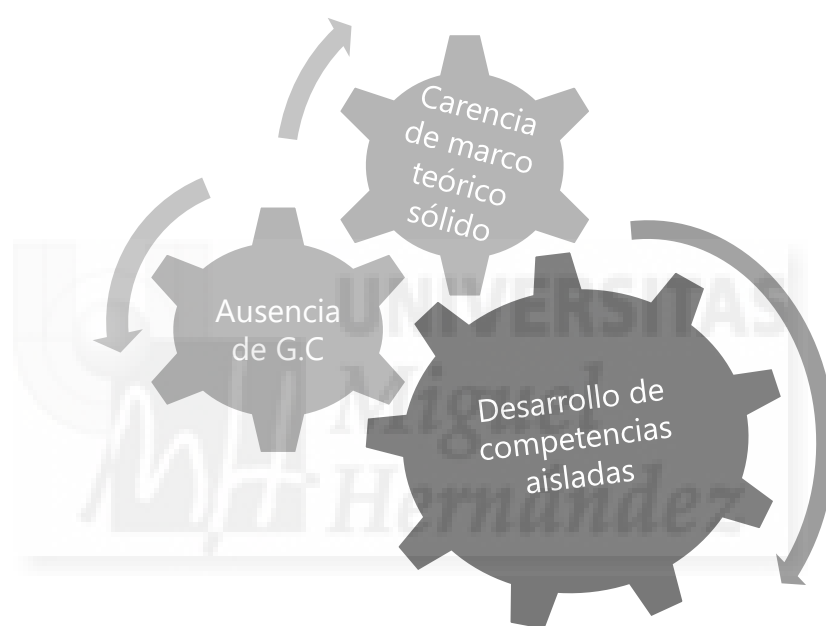 Carencia
de marco
teórico
sólido
Ausencia
de G.C
Desarrollo de
competencias
aisladas
UNIVERSITAS
Miguel
Hernández